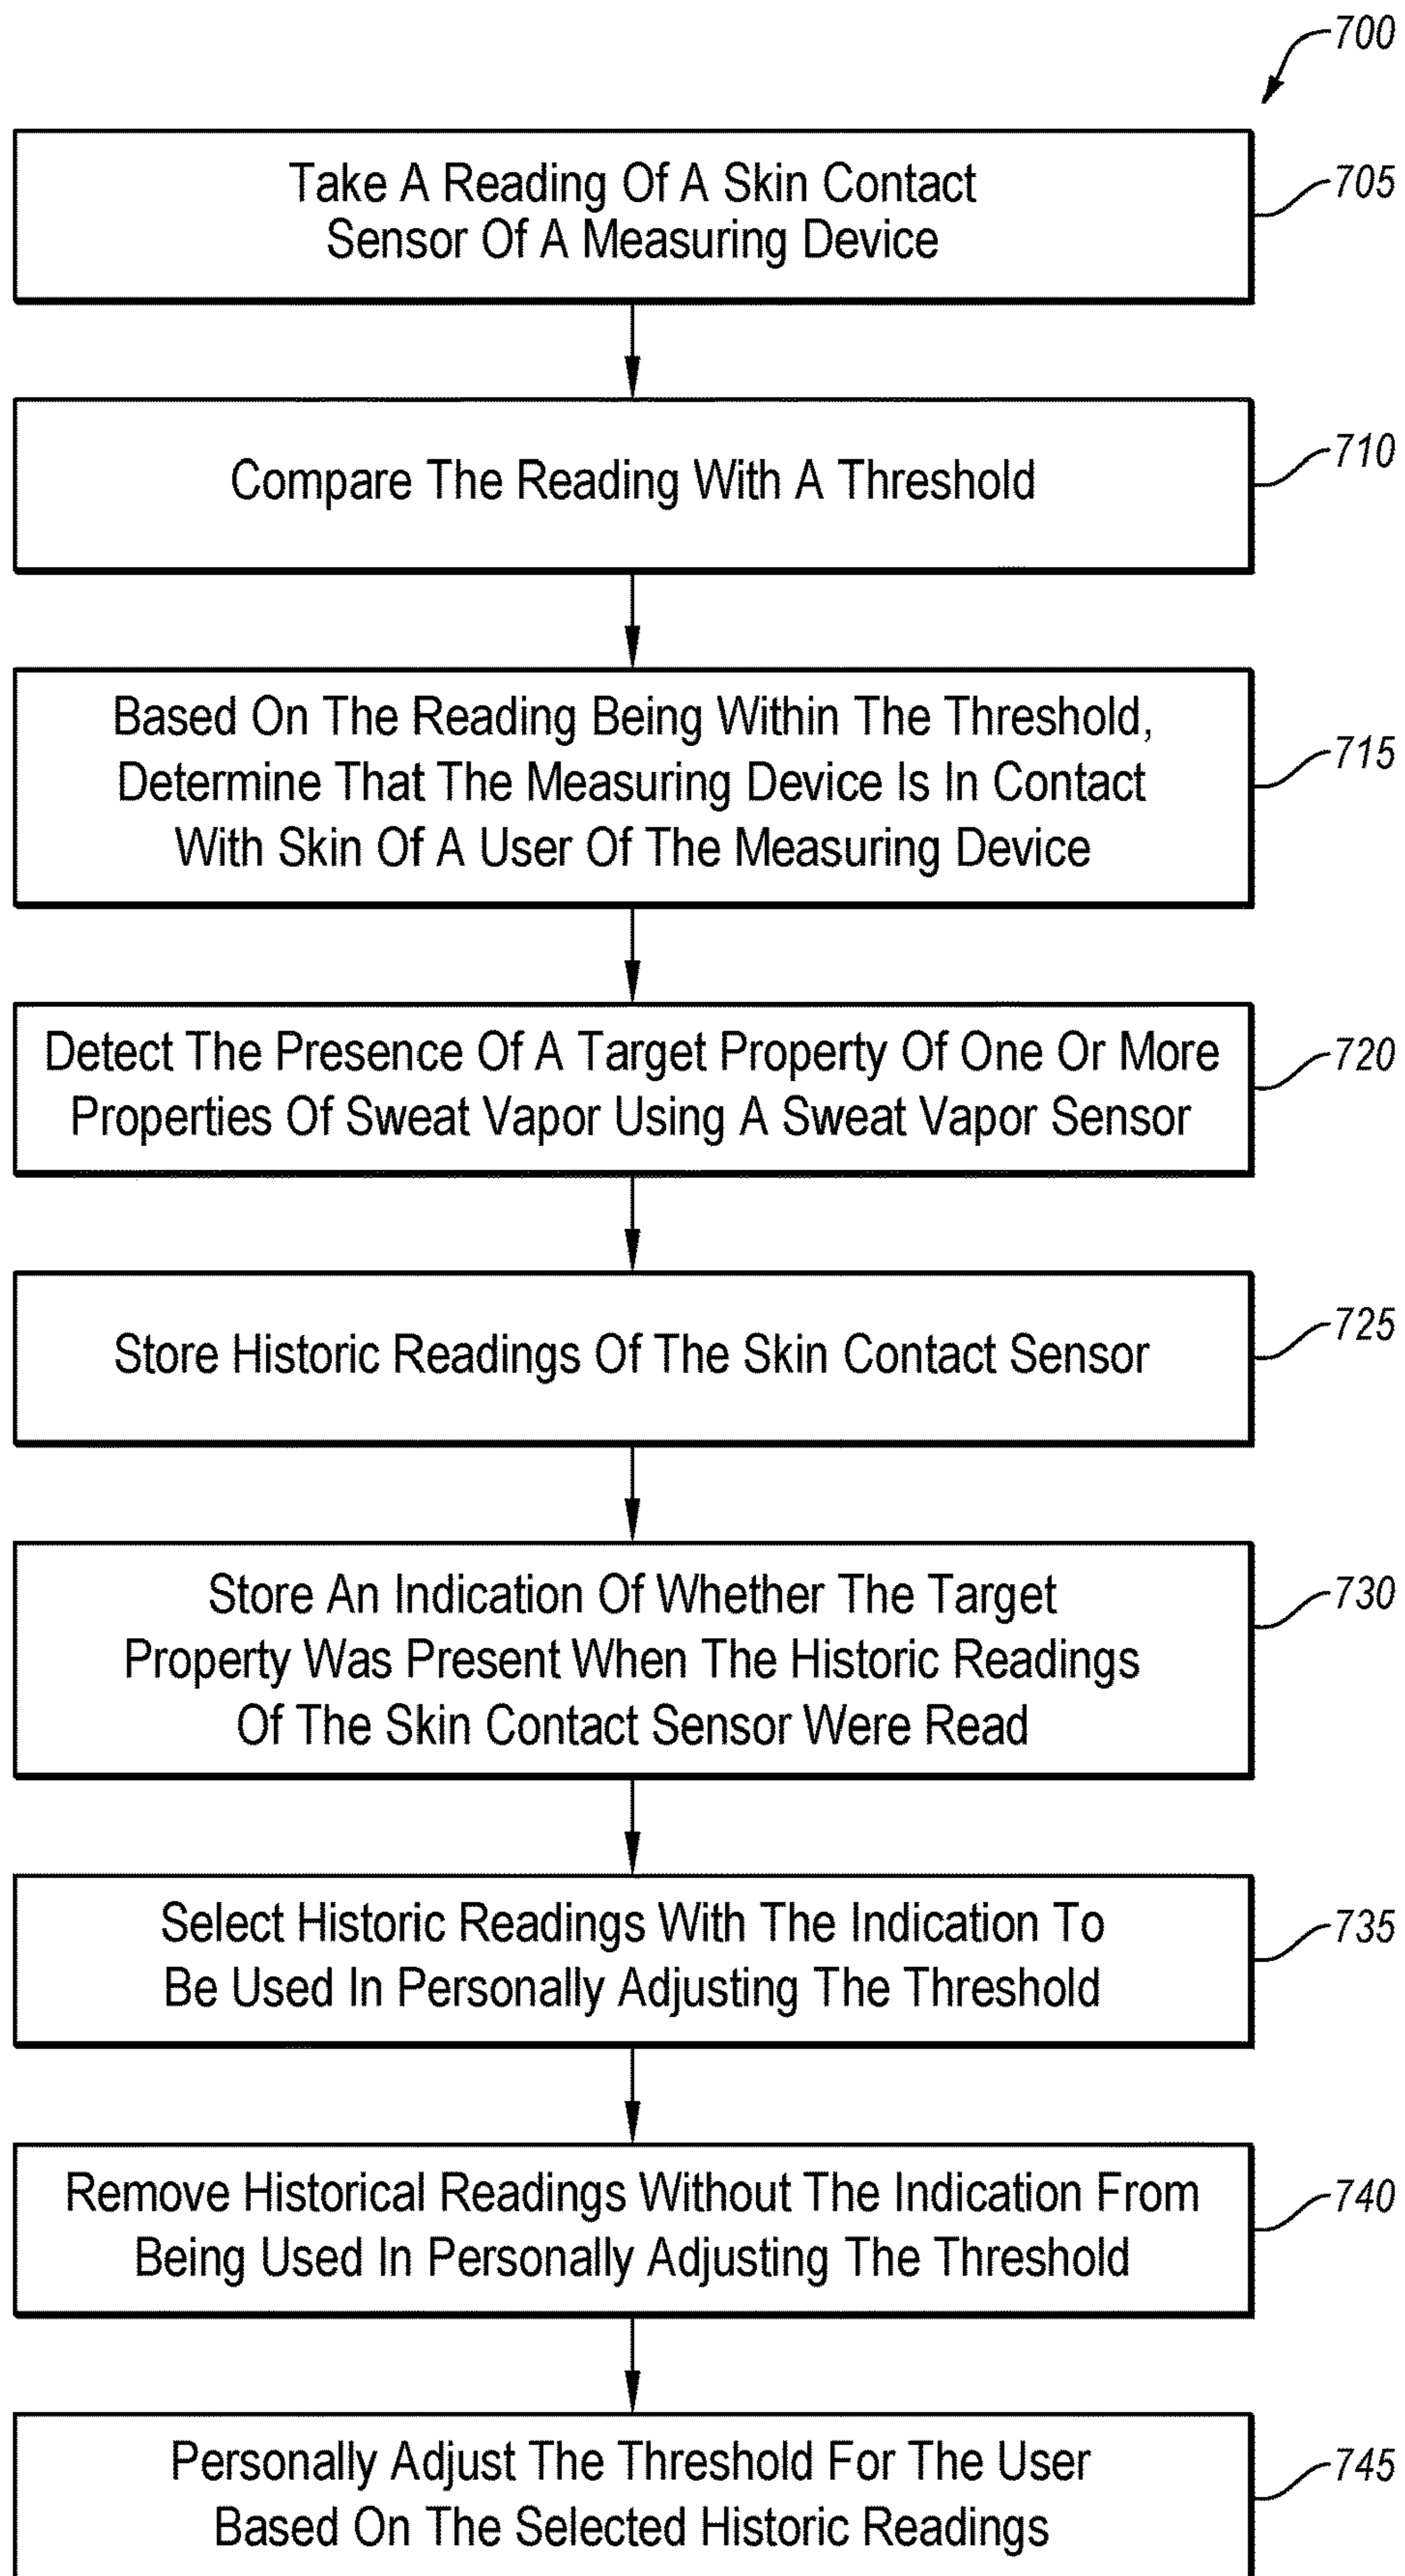 700
Take A Reading Of A Skin Contact
Sensor Of A Measuring Device
705
Compare The Reading With A Threshold
710
Based On The Reading Being Within The Threshold,
Determine That The Measuring Device Is In Contact
With Skin Of A User Of The Measuring Device
715
Detect The Presence Of A Target Property Of One Or More
Properties Of Sweat Vapor Using A Sweat Vapor Sensor
720
Store Historic Readings Of The Skin Contact Sensor
725
Store An Indication Of Whether The Target
Property Was Present When The Historic Readings
Of The Skin Contact Sensor Were Read
730
Select Historic Readings With The Indication To
Be Used In Personally Adjusting The Threshold
735
Remove Historical Readings Without The Indication From
Being Used In Personally Adjusting The Threshold
740
Personally Adjust The Threshold For The User
Based On The Selected Historic Readings
745